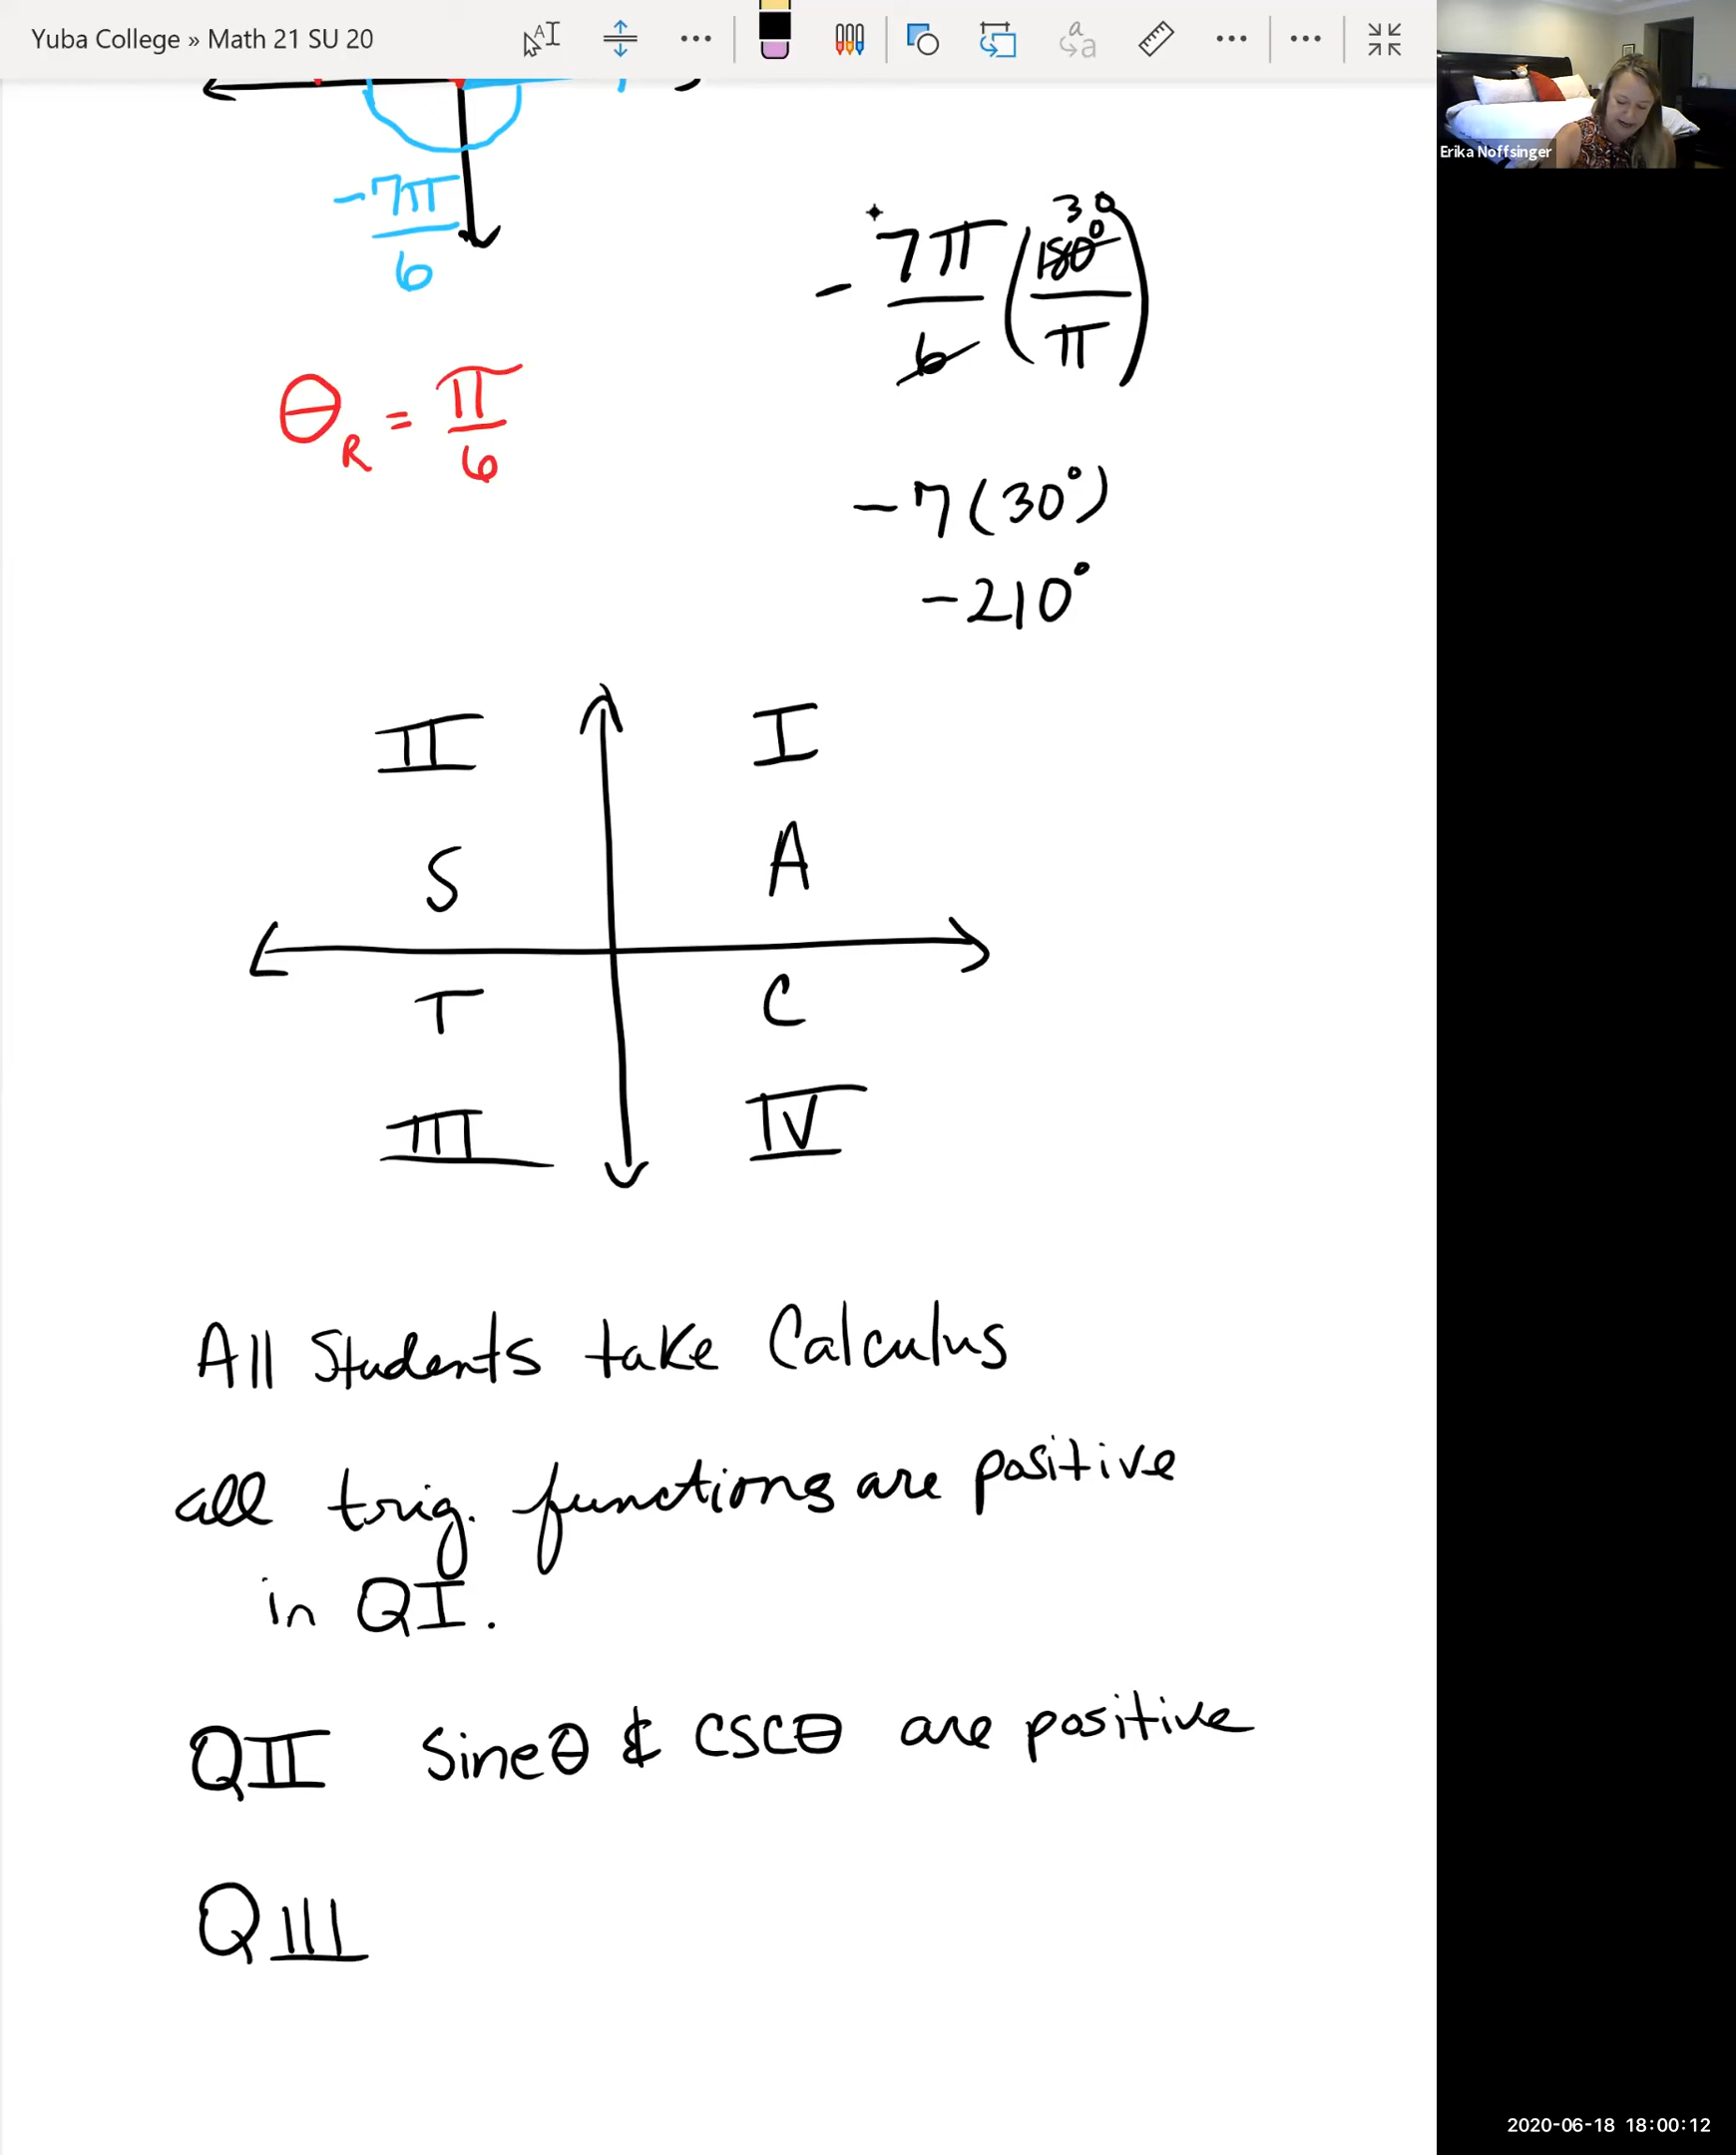 Yuba College » Math 21 SU 20
Erika Noffsinger
-7π/6
- 7π/6 (180°/π)
30
θR = π/6
-7(30°)
-210°
II I
S A
T C
III IV
All Students take Calculus
all trig. functions are positive
in QI.
QII Sineθ & CSCθ are positive
QIII
2020-06-18 18:00:12